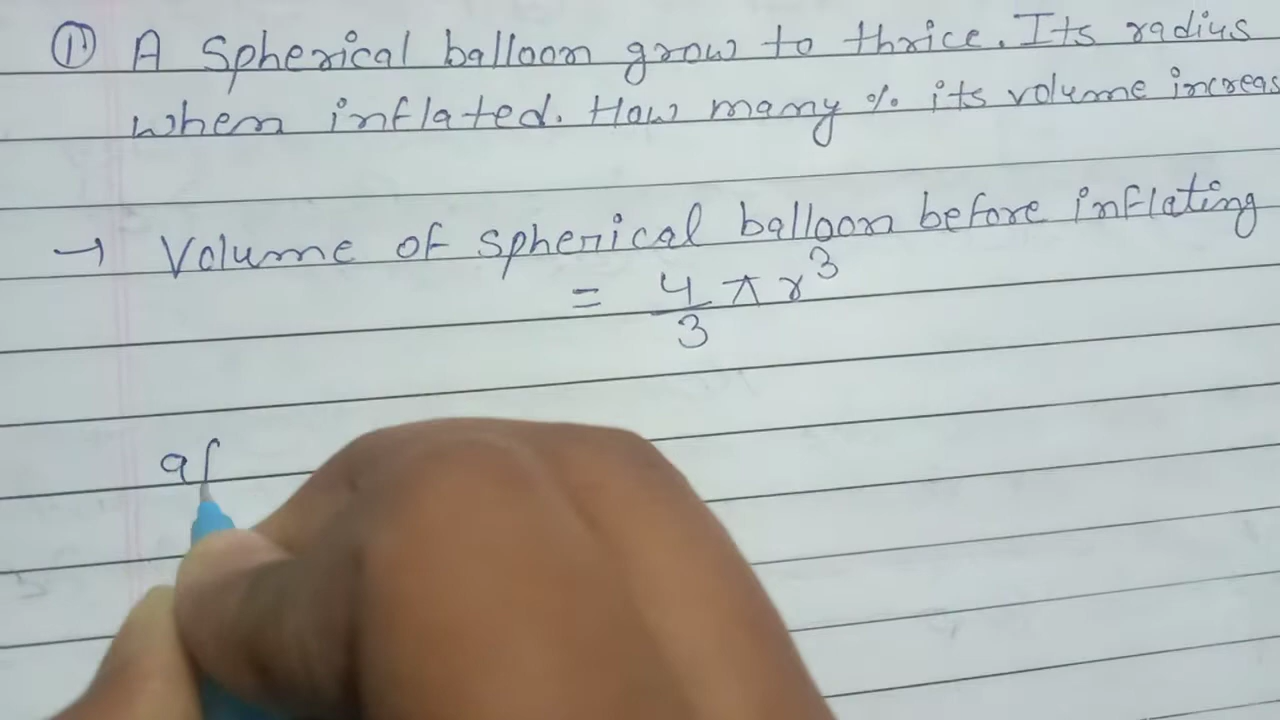 ① A Spherical balloon grow to thrice. Its radius
when inflated. How many % its volume increas
→ Volume of spherical balloon before inflating
= 4/3 π r³
af